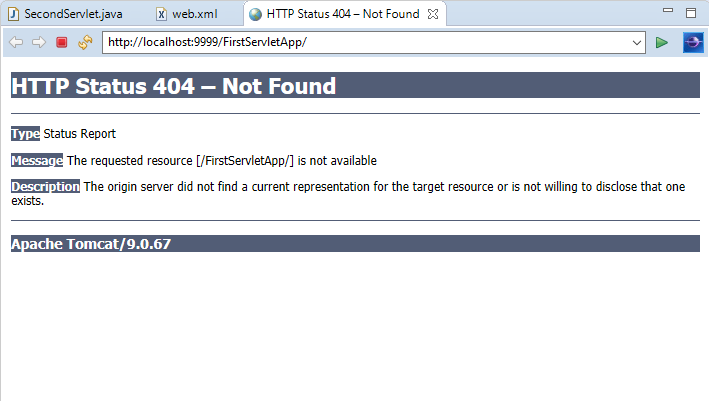 SecondServlet.java
web.xml
HTTP Status 404 – Not Found
http://localhost:9999/FirstServletApp/
HTTP Status 404 – Not Found
Type Status Report
Message The requested resource [/FirstServletApp/] is not available
Description The origin server did not find a current representation for the target resource or is not willing to disclose that one
exists.
Apache Tomcat/9.0.67